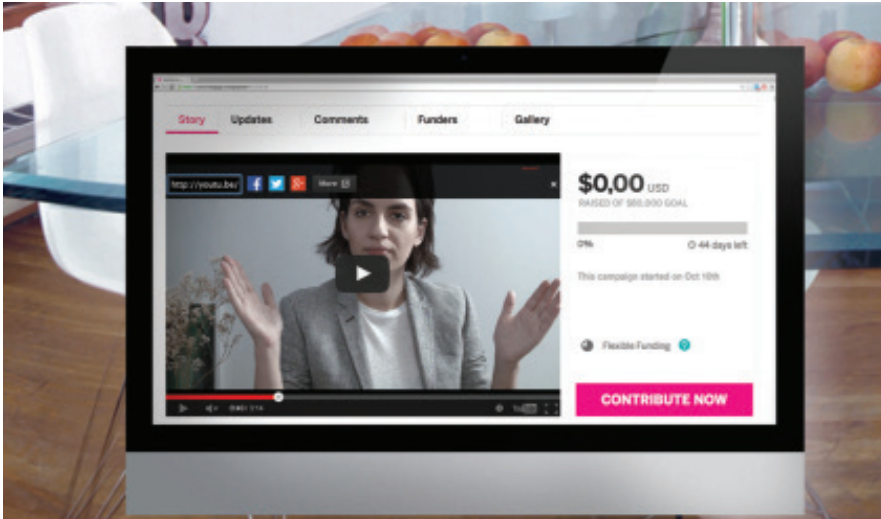 Story Updates Comments Funders Gallery
http://youtu.be/
More
$0,00 USD
RAISED OF $80,000 GOAL
0% 44 days left
This campaign started on Oct 10th
Flexible Funding ?
CONTRIBUTE NOW